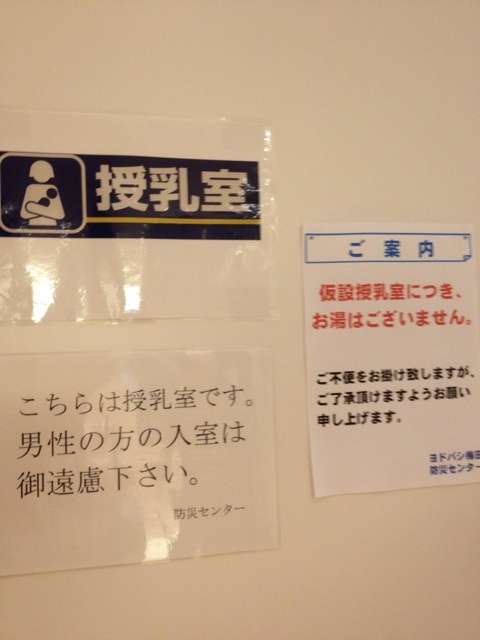 授乳室
こちらは授乳室です。
男性の方の入室は
御遠慮下さい。
防災センター
ご案内
仮設授乳室につき、
お湯はございません。
ご不便をお掛け致しますが、
ご了承頂けますようお願い
申し上げます。
ヨドバシ梅田
防災センター